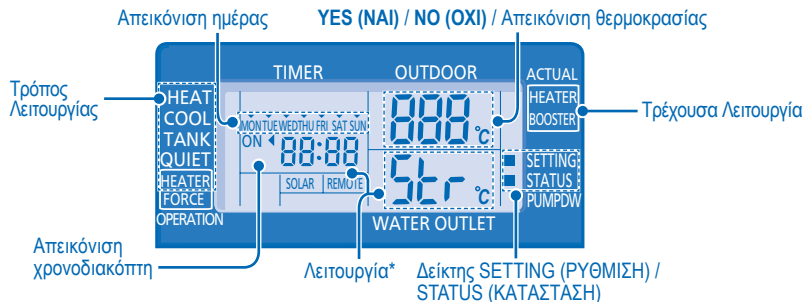 Απεικόνιση ημέρας
YES (ΝΑΙ) / NO (ΟΧΙ) / Απεικόνιση θερμοκρασίας
TIMER
OUTDOOR
ACTUAL
Τρόπος
Λειτουργίας
HEAT
COOL
TANK
QUIET
HEATER
FORCE
OPERATION
MON TUE WED THU FRI SAT SUN
ON
88:88
SOLAR REMOTE
888 °C
Str °C
WATER OUTLET
HEATER
BOOSTER
Τρέχουσα Λειτουργία
SETTING
STATUS
PUMPDW
Απεικόνιση
χρονοδιακόπτη
Λειτουργία*
Δείκτης SETTING (ΡΥΘΜΙΣΗ) /
STATUS (ΚΑΤΑΣΤΑΣΗ)